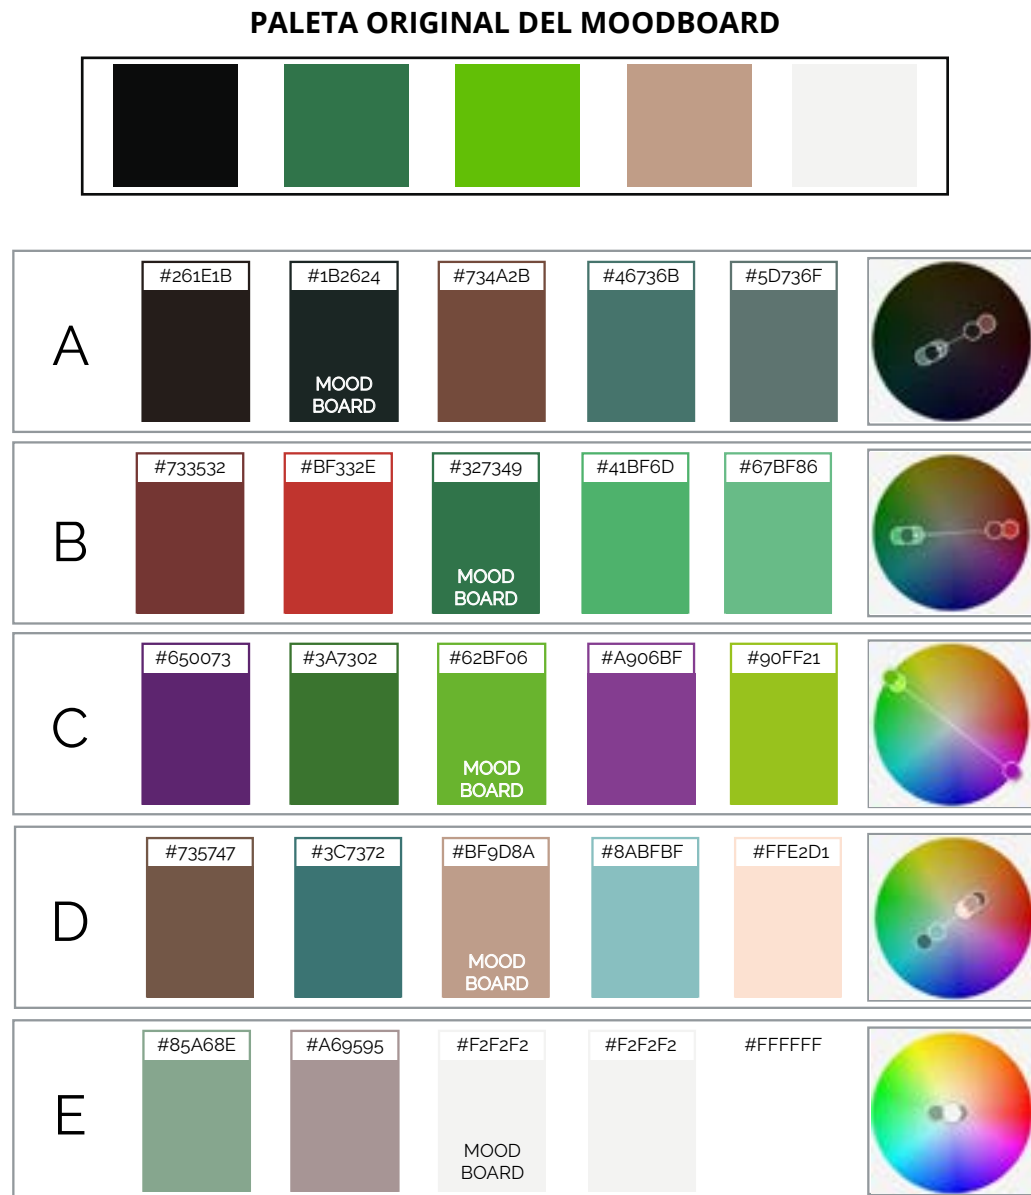 PALETA ORIGINAL DEL MOODBOARD
#261E1B #1B2624 #734A2B #46736B #5D736F
A
MOOD
BOARD
#733532 #BF332E #327349 #41BF6D #67BF86
B
MOOD
BOARD
#650073 #3A7302 #62BF06 #A906BF #90FF21
C
MOOD
BOARD
#735747 #3C7372 #BF9D8A #8ABFBF #FFE2D1
D
MOOD
BOARD
#85A68E #A69595 #F2F2F2 #F2F2F2 #FFFFFF
E
MOOD
BOARD